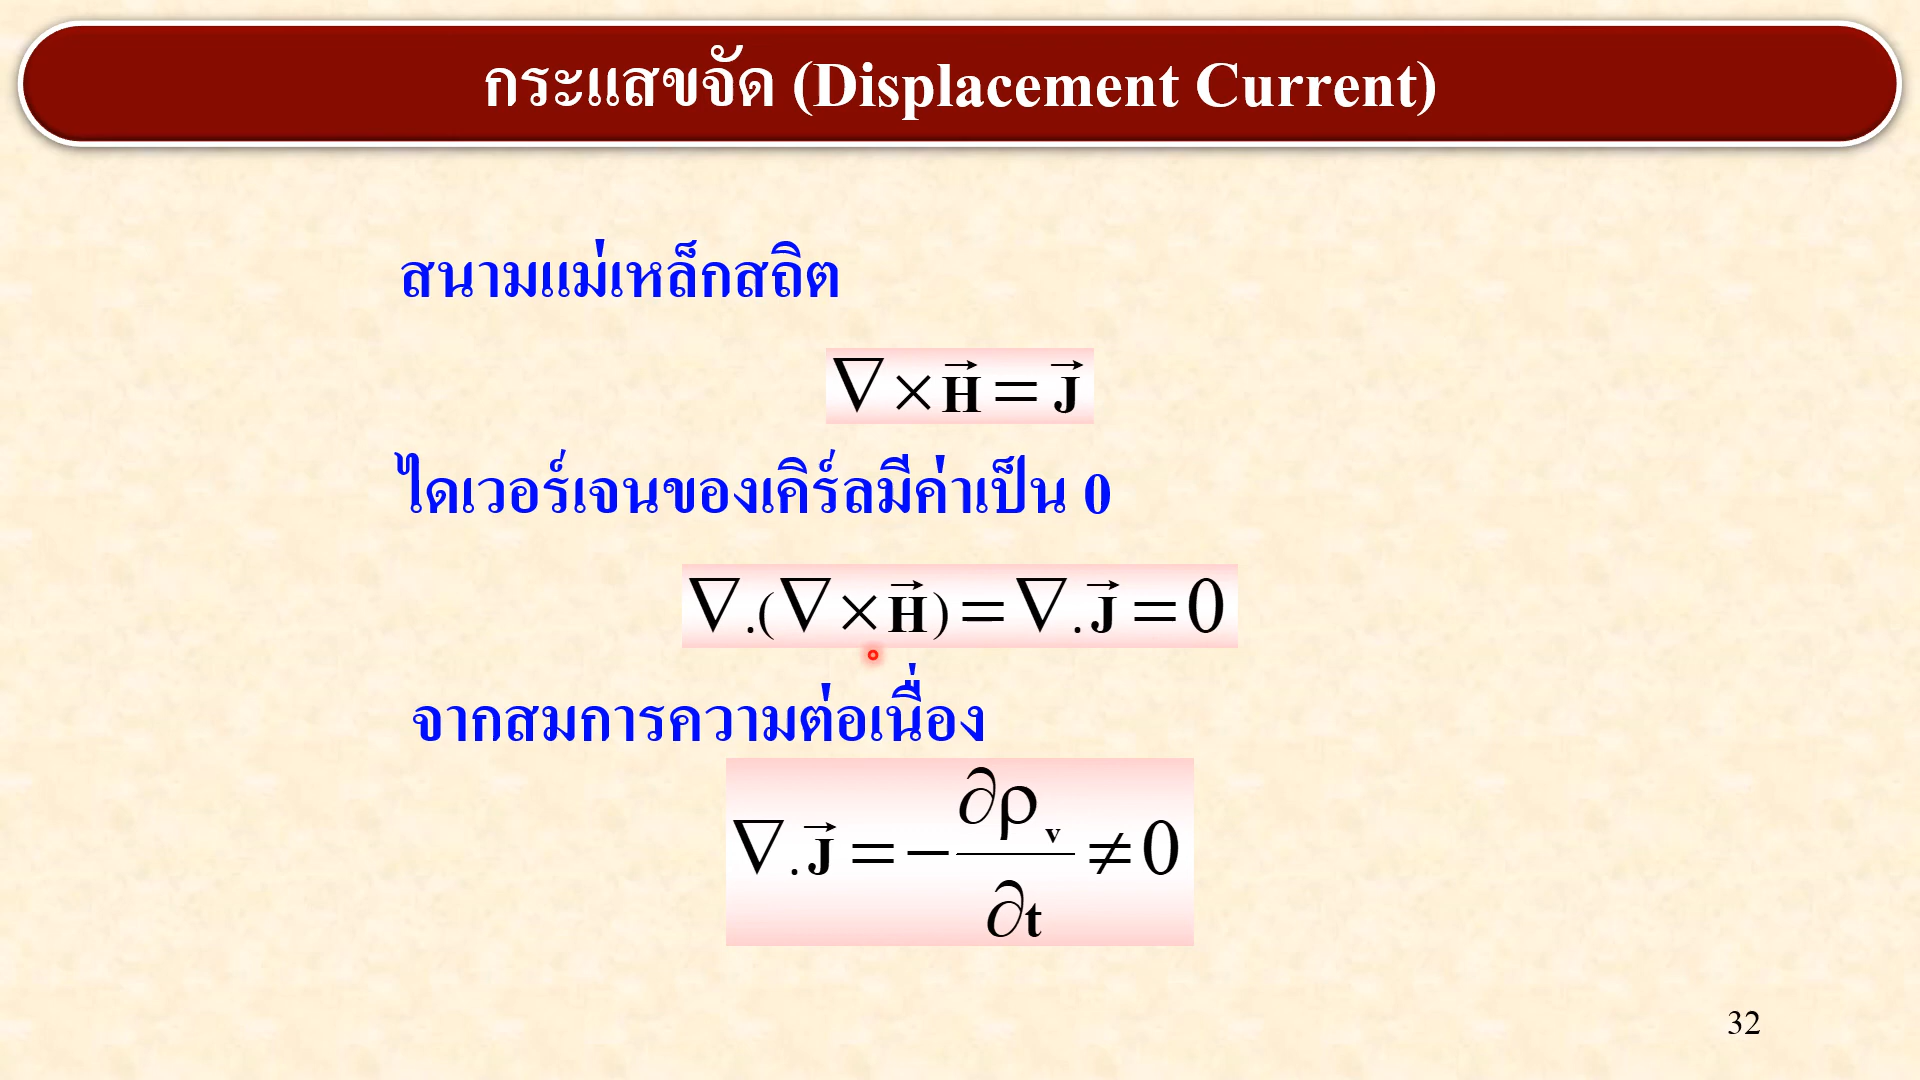 กระแสขจัด (Displacement Current)
สนามแม่เหล็กสถิต
∇×H⃗ = J⃗
ไดเวอร์เจนของเคิร์ลมีค่าเป็น 0
∇.(∇×H⃗) = ∇.J⃗ = 0
จากสมการความต่อเนื่อง
∇.J⃗ = −∂ρᵥ/∂t ≠ 0
32